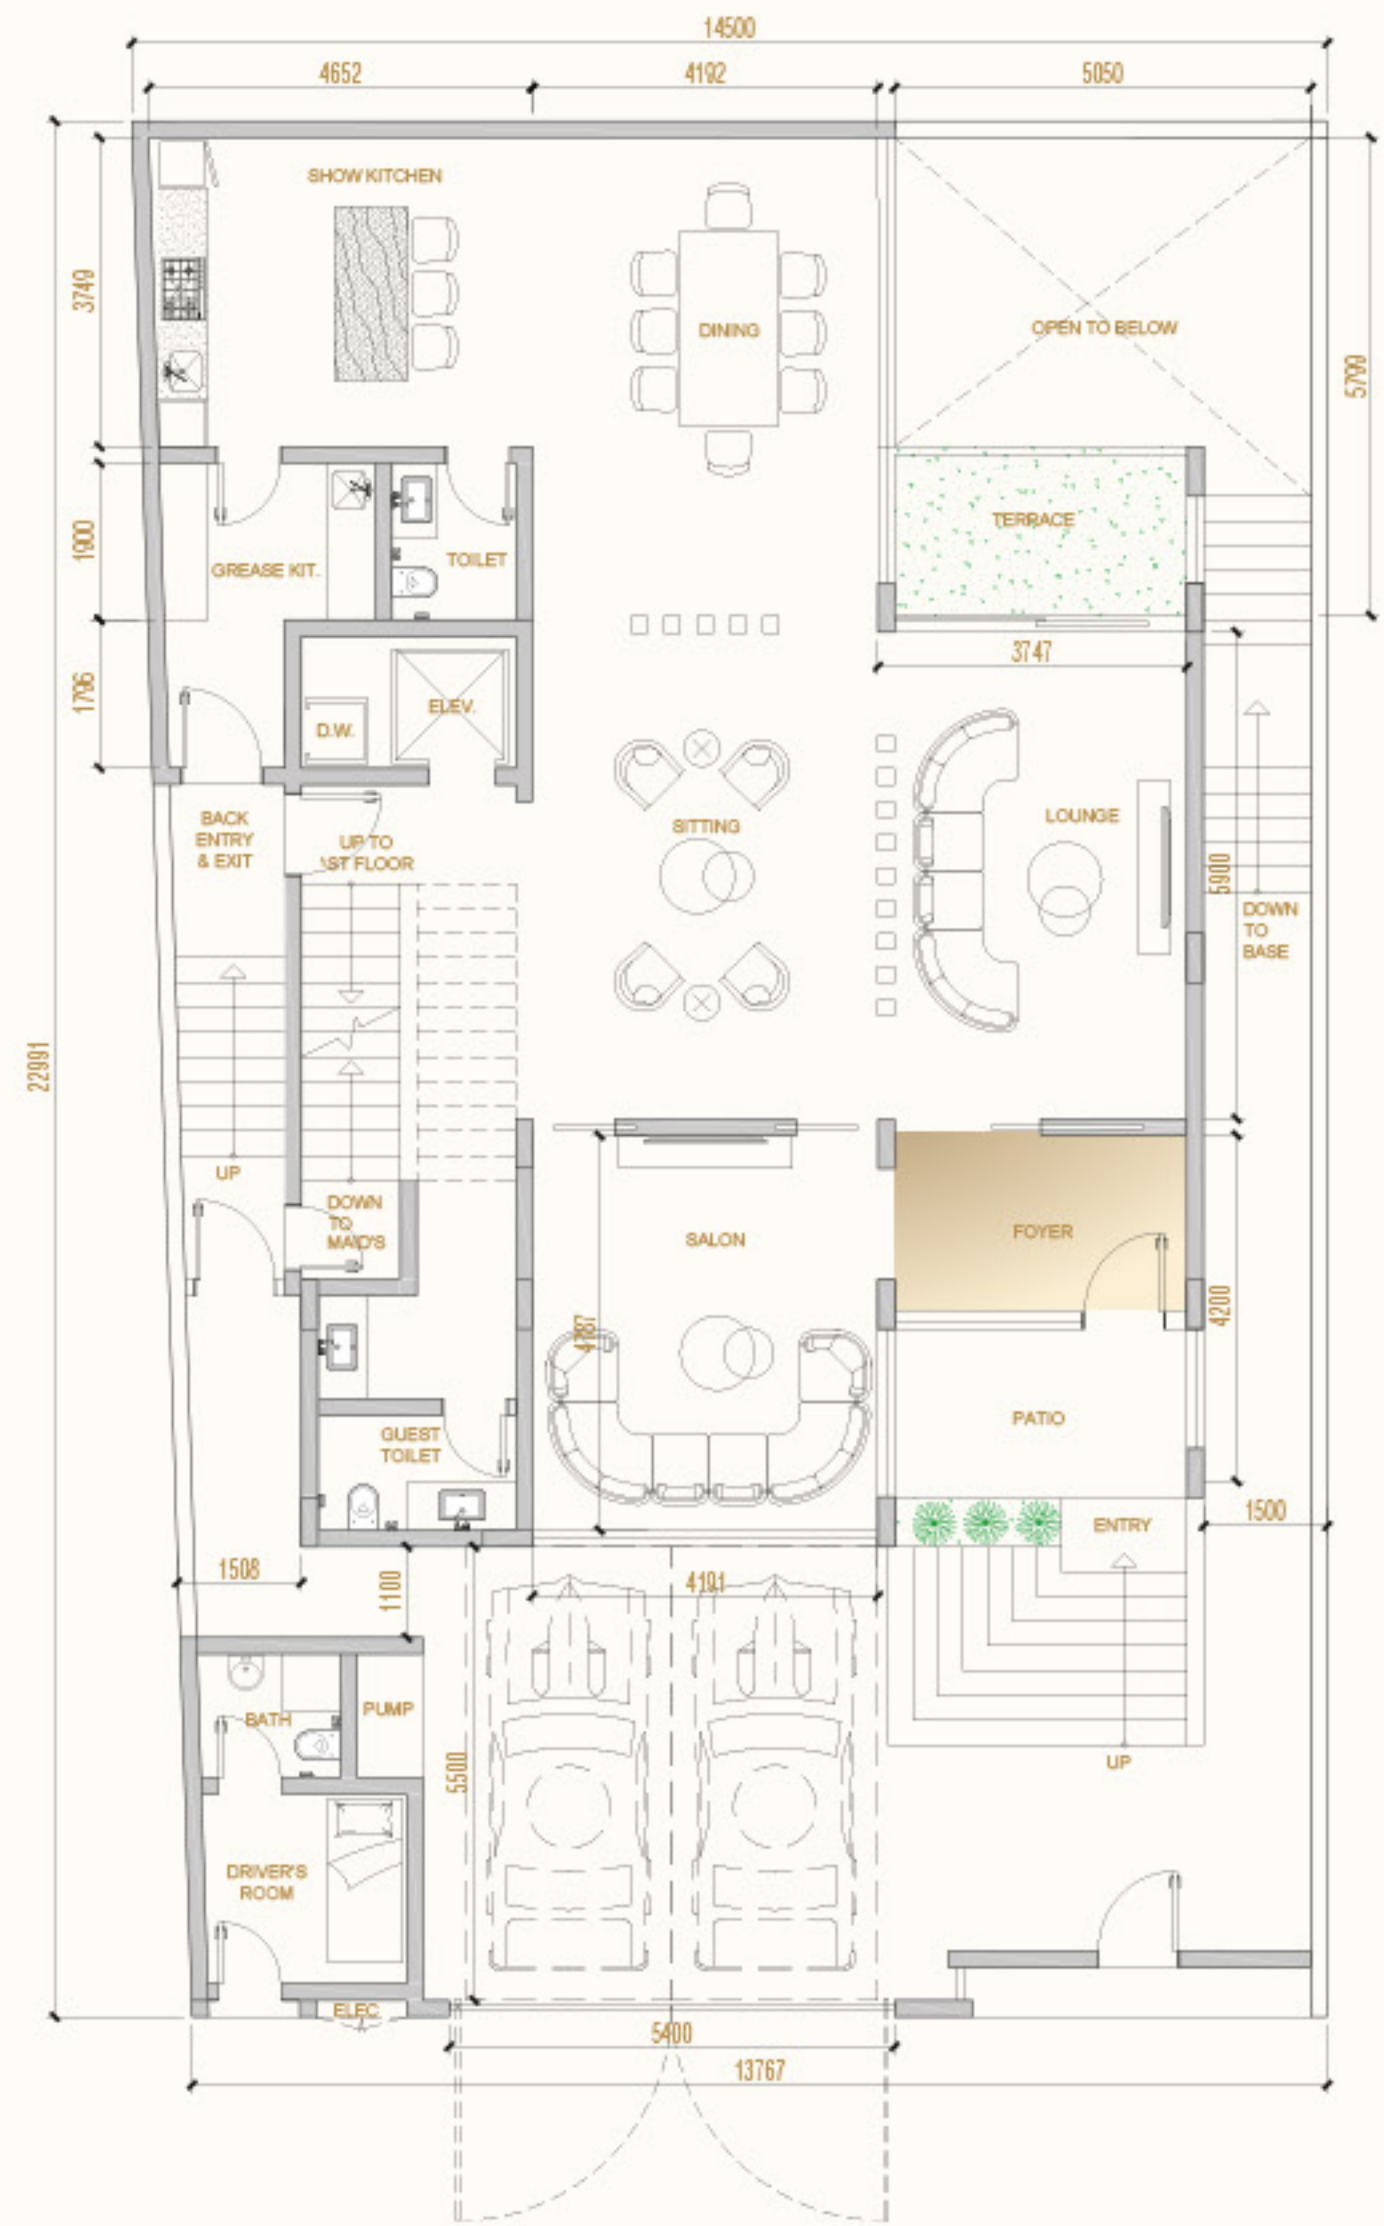 14500
4652
4192
5050
SHOW KITCHEN
3749
DINING
OPEN TO BELOW
5799
1900
GREASE KIT.
TOILET
TERRACE
3747
1796
D.W.
ELEV.
BACK
ENTRY
& EXIT
UP TO
1ST FLOOR
SITTING
LOUNGE
5900
DOWN
TO
BASE
22991
UP
DOWN
TO
MAID'S
SALON
FOYER
4200
4787
PATIO
GUEST
TOILET
ENTRY
1500
1508
1100
4191
BATH
PUMP
5500
UP
DRIVER'S
ROOM
ELEC
5400
13767